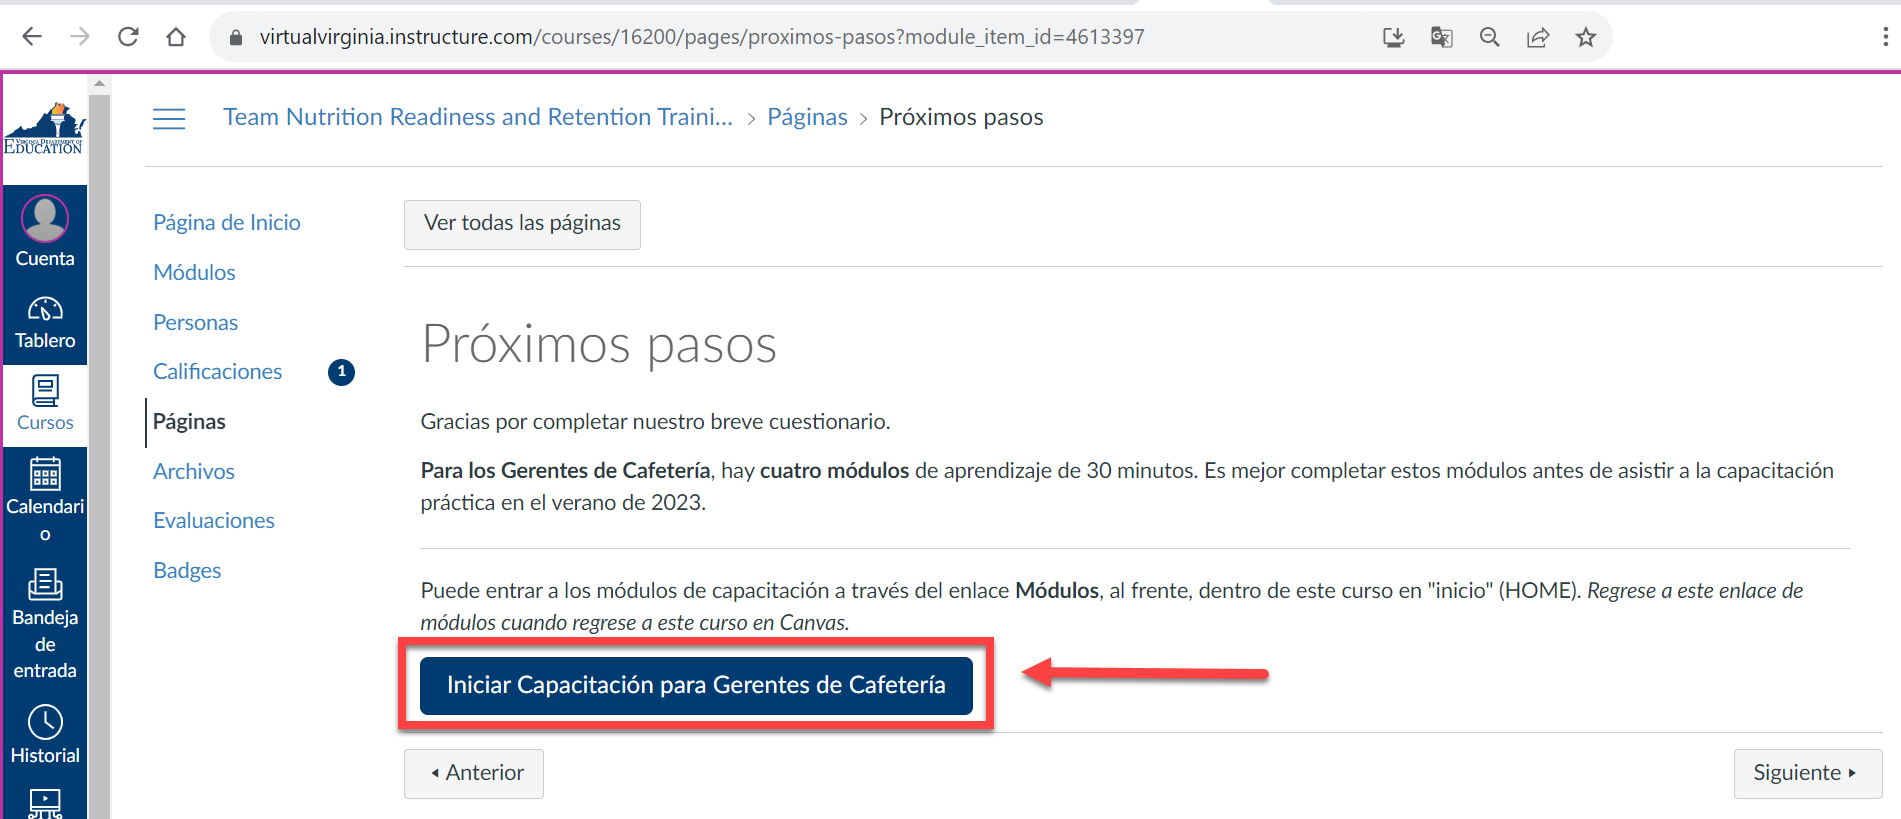 virtualvirginia.instructure.com/courses/16200/pages/proximos-pasos?module_item_id=4613397
VIRGINIA DEPARTMENT OF
EDUCATION
Team Nutrition Readiness and Retention Traini... > Páginas > Próximos pasos
Cuenta
Tablero
Cursos
Calendari
o
Bandeja
de
entrada
Historial
Página de Inicio
Módulos
Personas
Calificaciones 1
Páginas
Archivos
Evaluaciones
Badges
Ver todas las páginas
Próximos pasos
Gracias por completar nuestro breve cuestionario.
Para los Gerentes de Cafetería, hay cuatro módulos de aprendizaje de 30 minutos. Es mejor completar estos módulos antes de asistir a la capacitación
práctica en el verano de 2023.
Puede entrar a los módulos de capacitación a través del enlace Módulos, al frente, dentro de este curso en "inicio" (HOME). Regrese a este enlace de
módulos cuando regrese a este curso en Canvas.
Iniciar Capacitación para Gerentes de Cafetería
Anterior
Siguiente